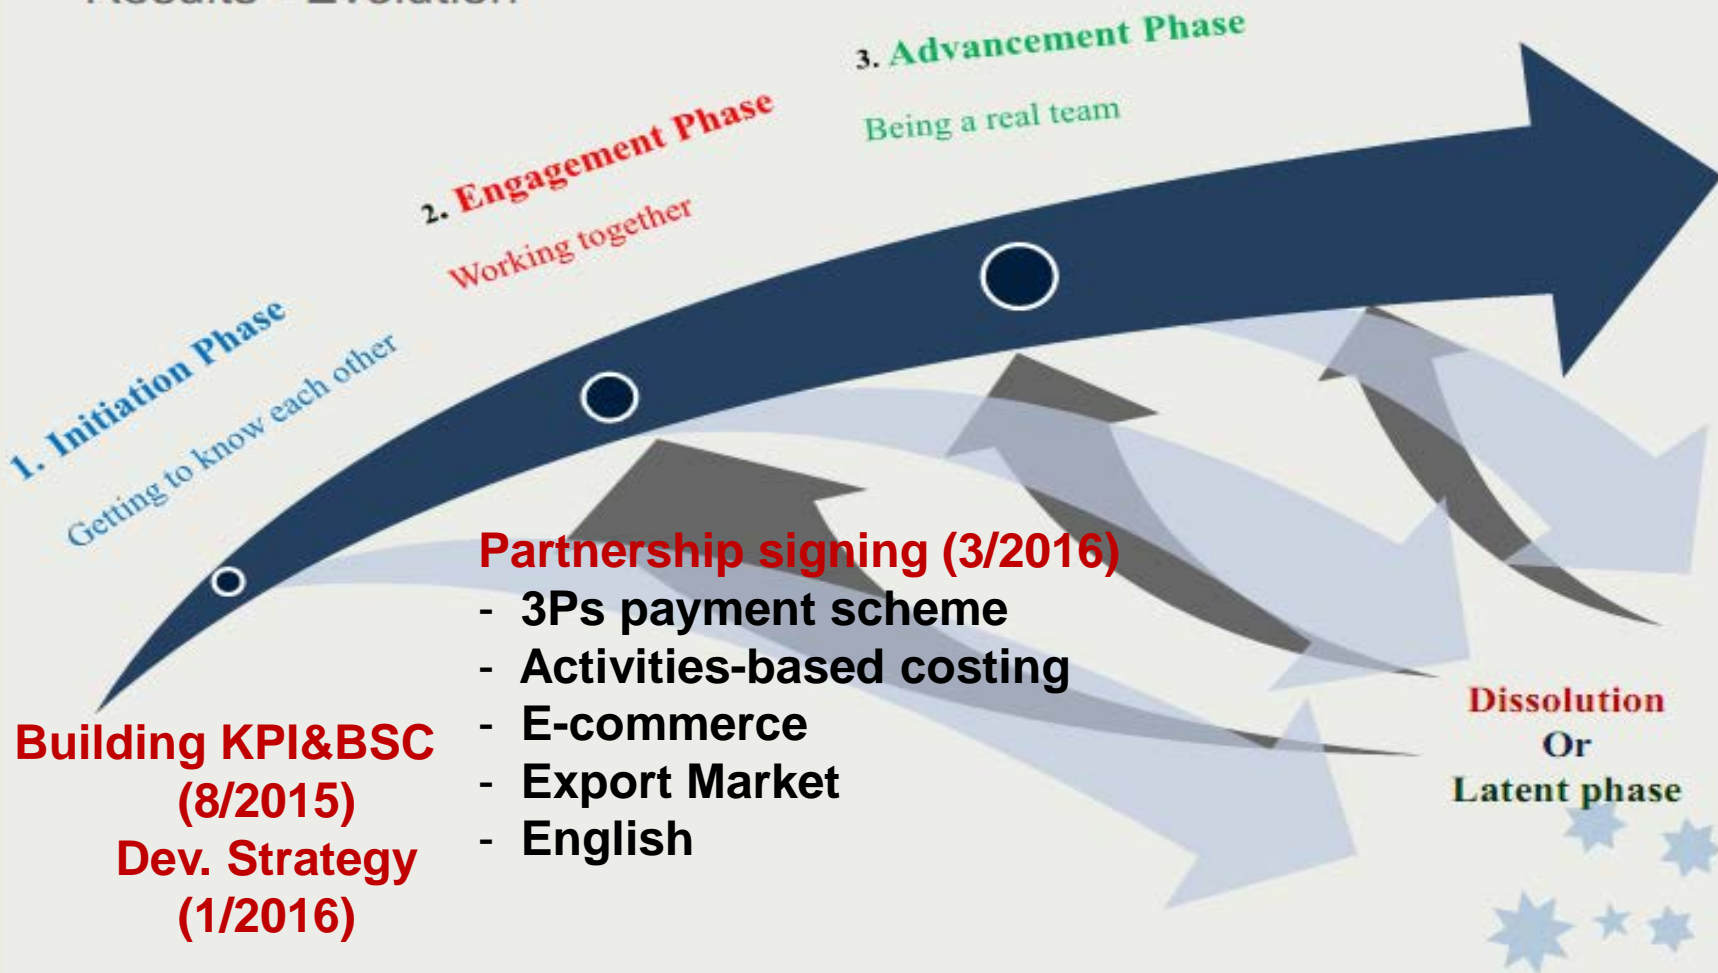 Results - Evolution
3. Advancement Phase
Being a real team
2. Engagement Phase
Working together
1. Initiation Phase
Getting to know each other
Partnership signing (3/2016)
- 3Ps payment scheme
- Activities-based costing
- E-commerce
- Export Market
- English
Building KPI&BSC
(8/2015)
Dev. Strategy
(1/2016)
Dissolution
Or
Latent phase